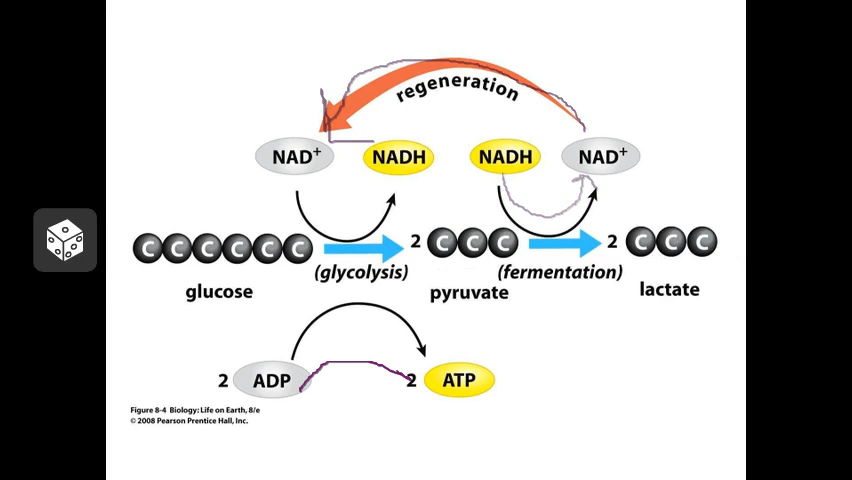 regeneration
NAD+ NADH NADH NAD+
C C C C C C 2 C C C 2 C C C
(glycolysis) (fermentation)
glucose pyruvate lactate
2 ADP 2 ATP
Figure 8-4 Biology: Life on Earth, 8/e
© 2008 Pearson Prentice Hall, Inc.